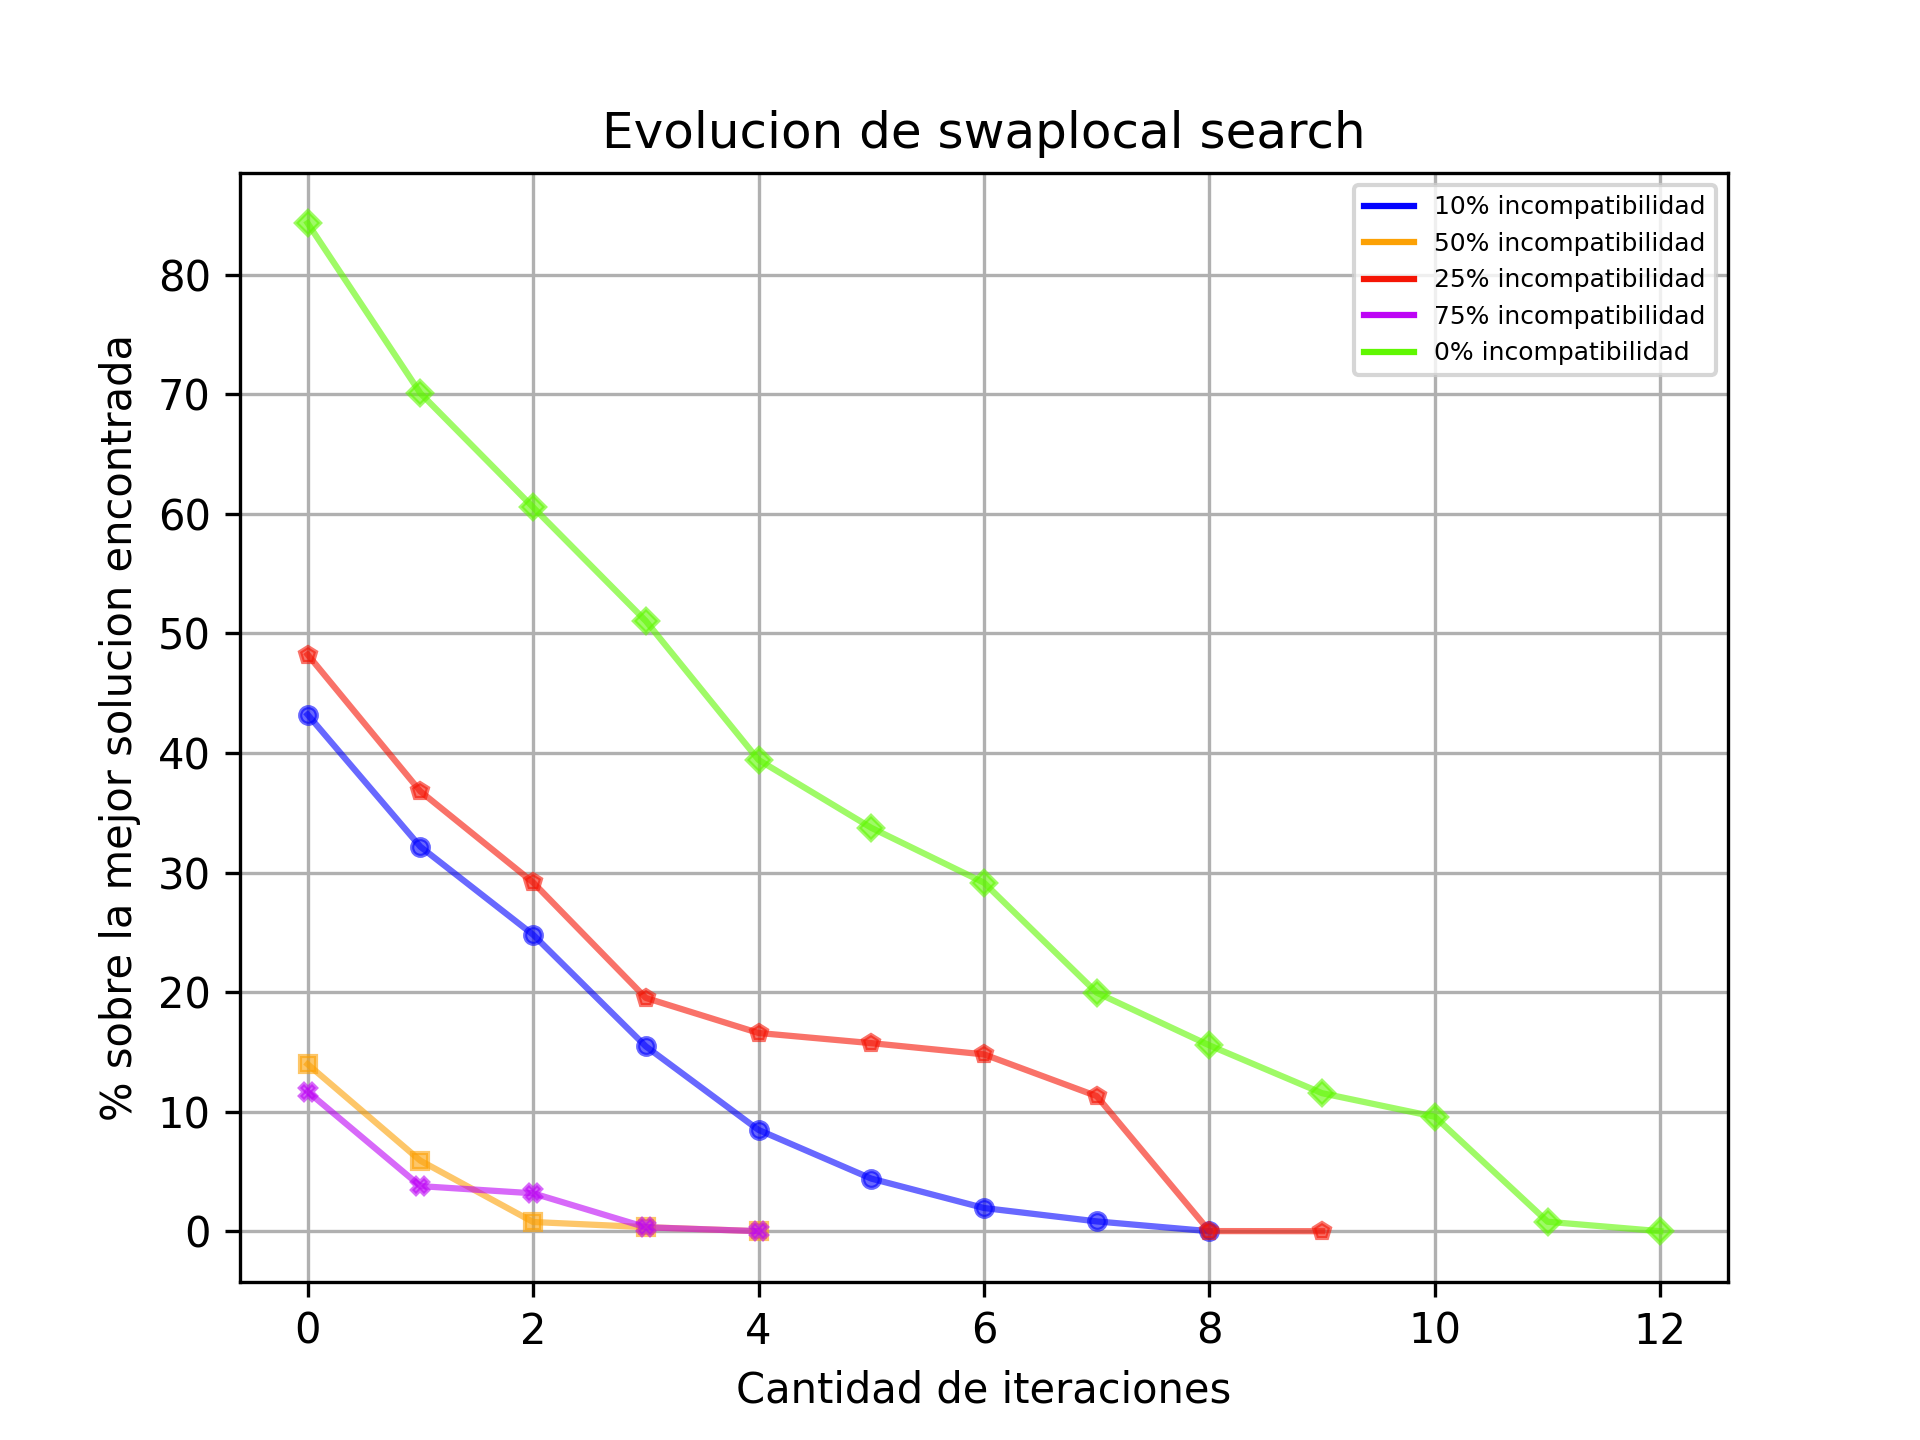 Evolucion de swaplocal search
10% incompatibilidad
50% incompatibilidad
25% incompatibilidad
75% incompatibilidad
0% incompatibilidad
% sobre la mejor solucion encontrada
80
70
60
50
40
30
20
10
0
0 2 4 6 8 10 12
Cantidad de iteraciones